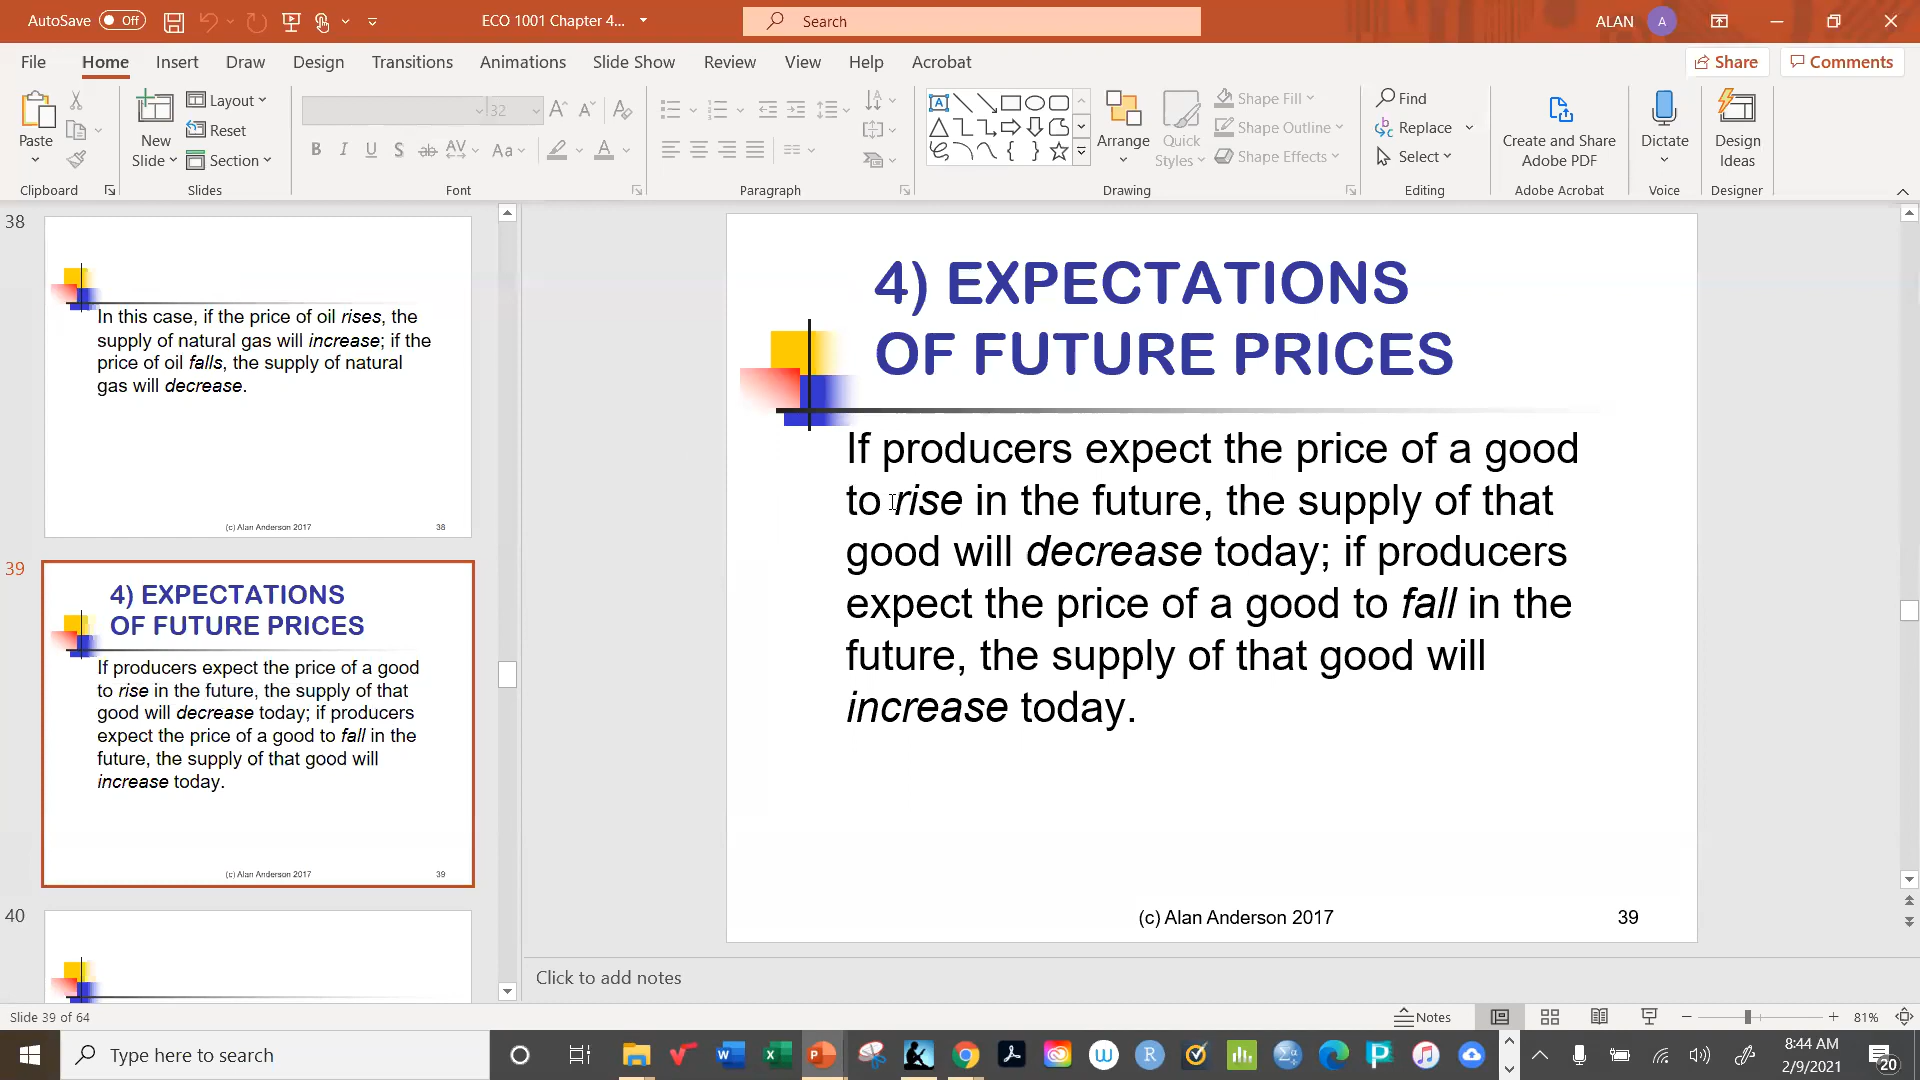 AutoSave Off ECO 1001 Chapter 4... Search ALAN A
File Home Insert Draw Design Transitions Animations Slide Show Review View Help Acrobat Share Comments
Paste New Slide Layout Reset Section
32
Arrange Quick Styles Shape Fill Shape Outline Shape Effects
Find Replace Select
Create and Share Adobe PDF Dictate Design Ideas
Clipboard Slides Font Paragraph Drawing Editing Adobe Acrobat Voice Designer
38
In this case, if the price of oil rises, the
supply of natural gas will increase; if the
price of oil falls, the supply of natural
gas will decrease.
(c) Alan Anderson 2017 38
39
4) EXPECTATIONS
OF FUTURE PRICES
If producers expect the price of a good
to rise in the future, the supply of that
good will decrease today; if producers
expect the price of a good to fall in the
future, the supply of that good will
increase today.
(c) Alan Anderson 2017 39
40
4) EXPECTATIONS
OF FUTURE PRICES
If producers expect the price of a good
to rise in the future, the supply of that
good will decrease today; if producers
expect the price of a good to fall in the
future, the supply of that good will
increase today.
(c) Alan Anderson 2017 39
Click to add notes
Slide 39 of 64 Notes 81%
Type here to search 8:44 AM
2/9/2021 20